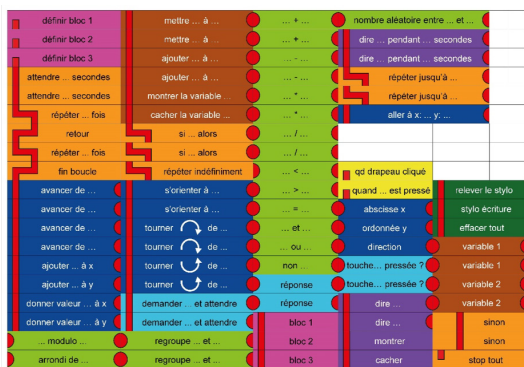 définir bloc 1 mettre ... à ... ... + ... nombre aléatoire entre ... et ...
définir bloc 2 mettre ... à ... ... + ... dire ... pendant ... secondes
définir bloc 3 ajouter ... à ... ... - ... dire ... pendant ... secondes
attendre ... secondes ajouter ... à ... ... - ... répéter jusqu'à ...
attendre ... secondes montrer la variable ... ... * ... répéter jusqu'à ...
répéter ... fois cacher la variable ... ... * ... aller à x: ... y: ...
retour si ... alors ... / ...
répéter ... fois si ... alors ... / ...
fin boucle répéter indéfiniment ... < ... qd drapeau cliqué
avancer de ... s'orienter à ... ... > ... quand ... est pressé relever le stylo
avancer de ... s'orienter à ... ... = ... abscisse x stylo écriture
avancer de ... tourner de ... ... et ... ordonnée y effacer tout
avancer de ... tourner de ... ... ou ... direction variable 1
ajouter ... à x tourner de ... non ... touche... pressée ? variable 1
ajouter ... à y tourner de ... réponse touche... pressée ? variable 2
donner valeur ... à x demander ... et attendre réponse dire ... variable 2
donner valeur ... à y demander ... et attendre bloc 1 dire ... sinon
... modulo ... regroupe ... et ... bloc 2 montrer sinon
arrondi de ... regroupe ... et ... bloc 3 cacher stop tout